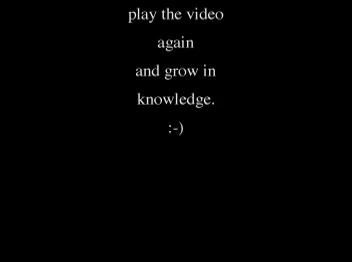 play the video
again
and grow in
knowledge.
:-)